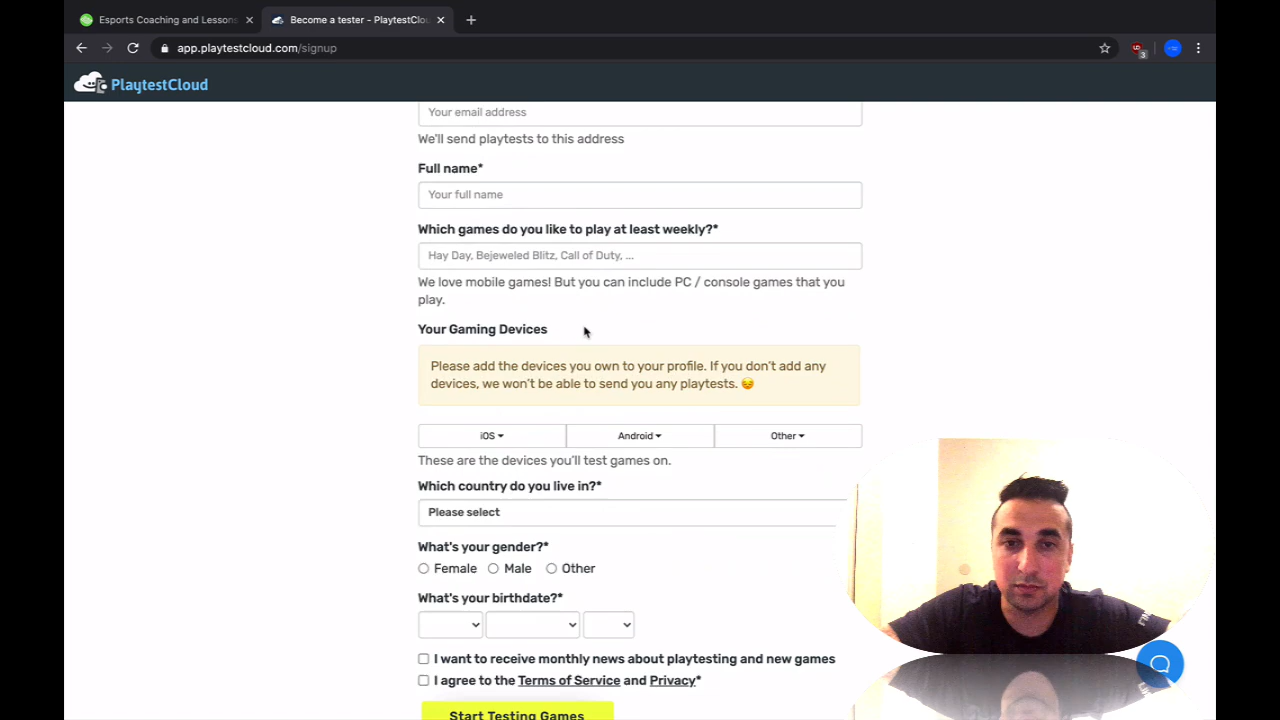 Esports Coaching and Lessons
Become a tester - PlaytestClou
app.playtestcloud.com/signup
3
PlaytestCloud
Your email address
We'll send playtests to this address
Full name*
Your full name
Which games do you like to play at least weekly?*
Hay Day, Bejeweled Blitz, Call of Duty, ...
We love mobile games! But you can include PC / console games that you
play.
Your Gaming Devices
Please add the devices you own to your profile. If you don't add any
devices, we won't be able to send you any playtests. 😔
iOS Android Other
These are the devices you'll test games on.
Which country do you live in?*
Please select
What's your gender?*
Female Male Other
What's your birthdate?*
I want to receive monthly news about playtesting and new games
I agree to the Terms of Service and Privacy*
Start Testing Games